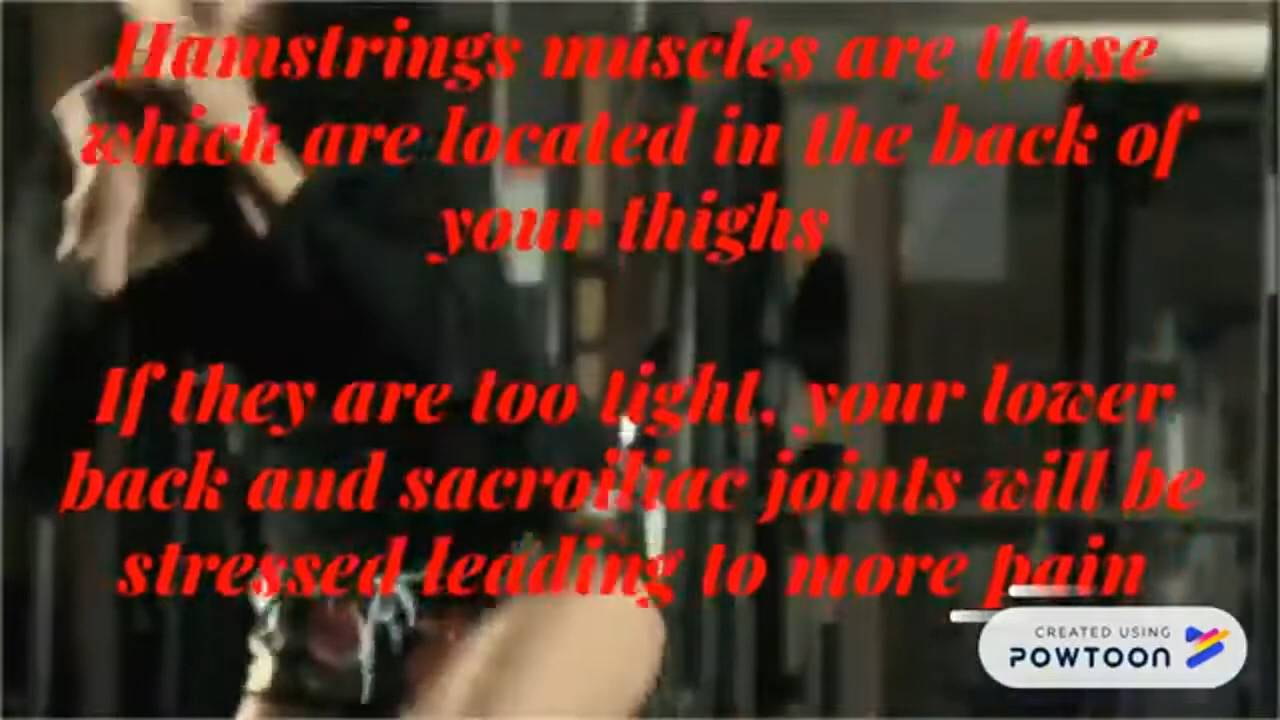 Hamstrings muscles are those
which are located in the back of
your thighs
If they are too tight, your lower
back and sacroiliac joints will be
stressed leading to more pain
CREATED USING
POWTOON